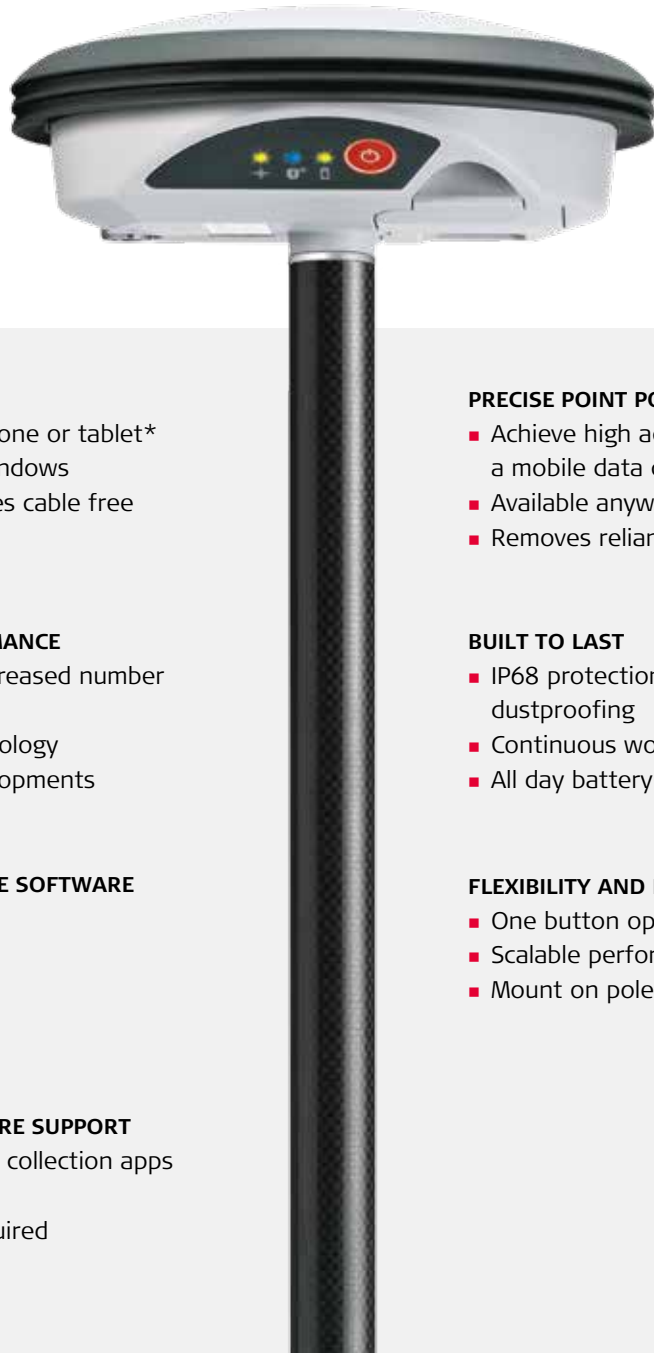 one or tablet*
ndows
es cable free
MANCE
reased number
ology
opments
E SOFTWARE
RE SUPPORT
collection apps
uired
PRECISE POINT PO
Achieve high a
a mobile data
Available anyw
Removes relian
BUILT TO LAST
IP68 protection
dustproofing
Continuous wo
All day battery
FLEXIBILITY AND
One button op
Scalable perfor
Mount on pole